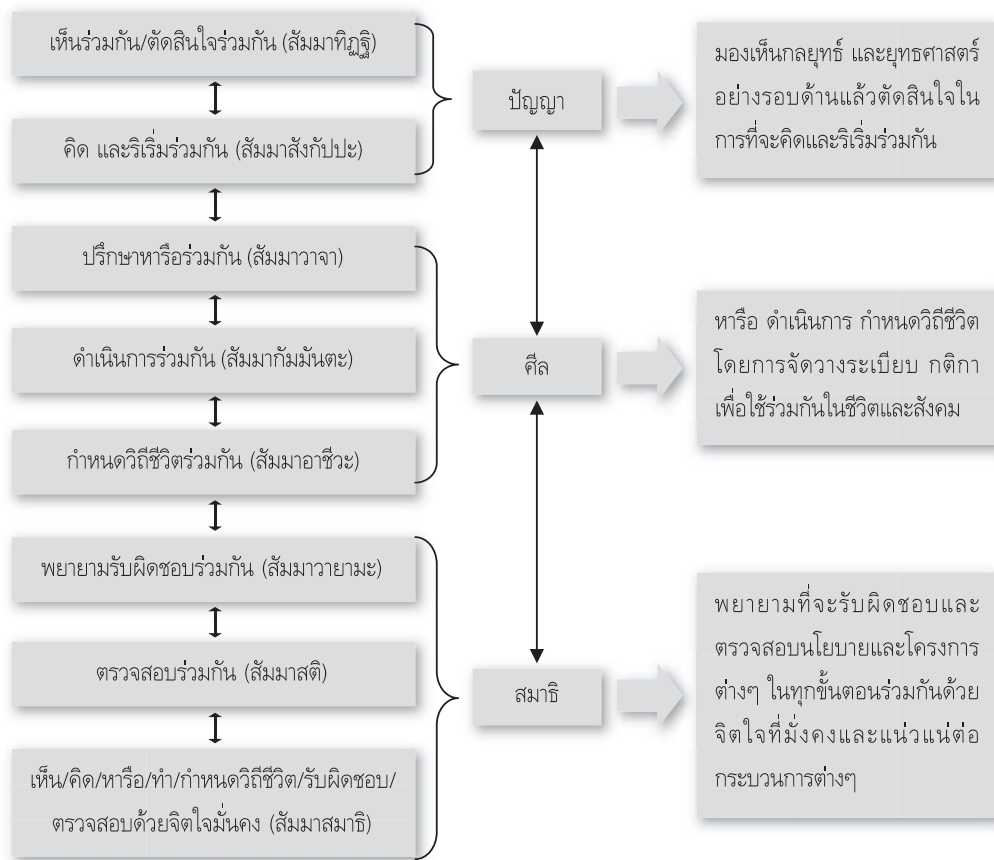 เห็นร่วมกัน/ตัดสินใจร่วมกัน (สัมมาทิฏฐิ)
คิด และริเริ่มร่วมกัน (สัมมาสังกัปปะ)
ปรึกษาหารือร่วมกัน (สัมมาวาจา)
ดำเนินการร่วมกัน (สัมมากัมมันตะ)
กำหนดวิถีชีวิตร่วมกัน (สัมมาอาชีวะ)
พยายามรับผิดชอบร่วมกัน (สัมมาวายามะ)
ตรวจสอบร่วมกัน (สัมมาสติ)
เห็น/คิด/หารือ/ทำ/กำหนดวิถีชีวิต/รับผิดชอบ/
ตรวจสอบด้วยจิตใจมั่นคง (สัมมาสมาธิ)
ปัญญา
ศีล
สมาธิ
มองเห็นกลยุทธ์ และยุทธศาสตร์
อย่างรอบด้านแล้วตัดสินใจใน
การที่จะคิดและริเริ่มร่วมกัน
หารือ ดำเนินการ กำหนดวิถีชีวิต
โดยการจัดวางระเบียบ กติกา
เพื่อใช้ร่วมกันในชีวิตและสังคม
พยายามที่จะรับผิดชอบและ
ตรวจสอบนโยบายและโครงการ
ต่างๆ ในทุกขั้นตอนร่วมกันด้วย
จิตใจที่มั่งคงและแน่วแน่ต่อ
กระบวนการต่างๆ